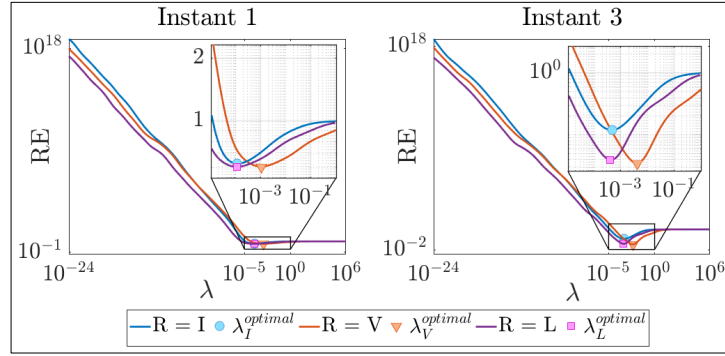 Instant 1
Instant 3
RE
10^18
10^-1
2
1
10^-3 10^-1
10^-24 10^-5 10^0 10^6
λ
RE
10^18
10^-2
10^0
10^-3 10^-1
10^-24 10^-5 10^0 10^6
λ
R = I λ_I^optimal R = V λ_V^optimal R = L λ_L^optimal